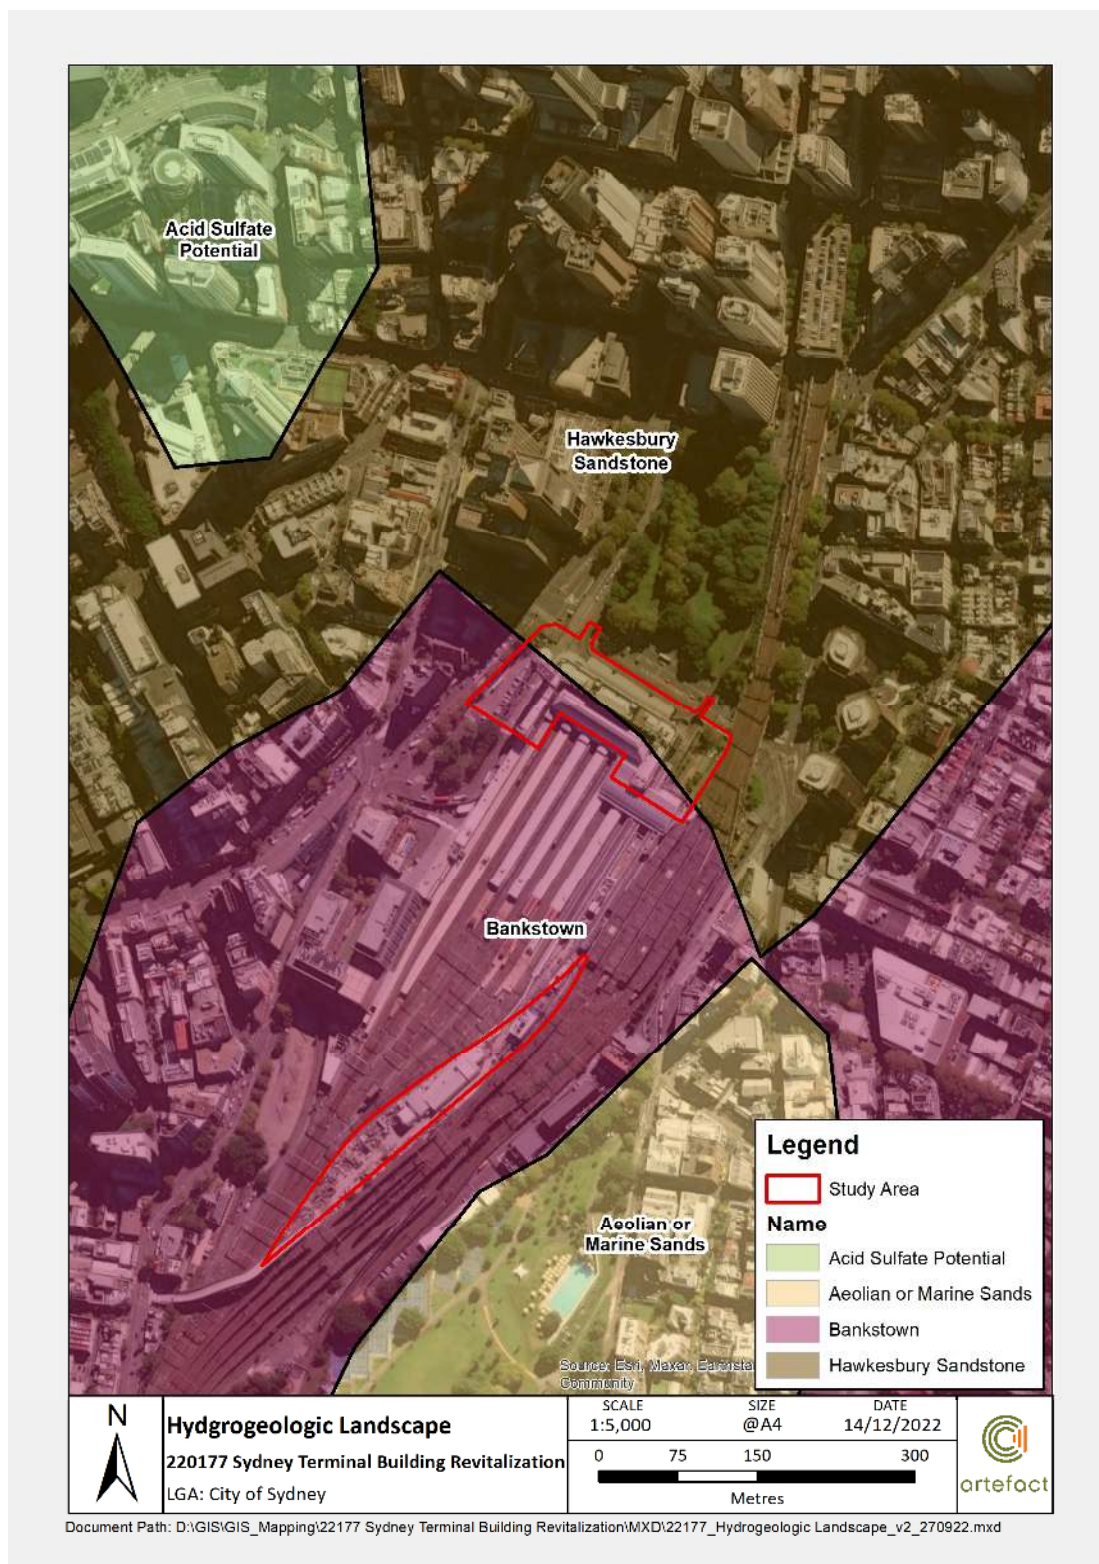 Acid Sulfate
Potential
Hawkesbury
Sandstone
Bankstown
Aeolian or
Marine Sands
Legend
Study Area
Name
Acid Sulfate Potential
Aeolian or Marine Sands
Bankstown
Hawkesbury Sandstone
Source: Esri, Maxar, Earthsta
Community
N
Hydgrogeologic Landscape
220177 Sydney Terminal Building Revitalization
LGA: City of Sydney
SCALE
1:5,000
SIZE
@A4
DATE
14/12/2022
0 75 150 300
Metres
artefact
Document Path: D:\GIS\GIS_Mapping\22177 Sydney Terminal Building Revitalization\MXD\22177_Hydrogeologic Landscape_v2_270922.mxd